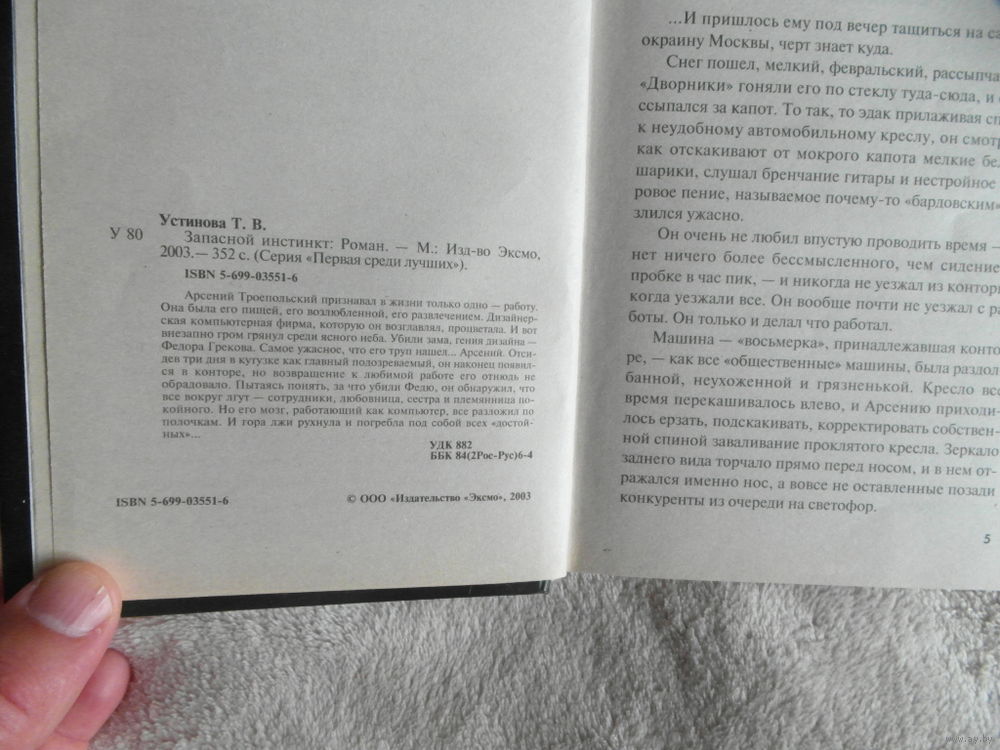 Устинова Т. В.
У 80
Запасной инстинкт: Роман. — М.: Изд-во Эксмо,
2003.— 352 с. (Серия «Первая среди лучших»).
ISBN 5-699-03551-6
Арсений Троепольский признавал в жизни только одно – работу.
Она была его пищей, его возлюбленной, его развлечением. Дизайнер-
ская компьютерная фирма, которую он возглавлял, процветала. И вот
внезапно гром грянул среди ясного неба. Убили зама, гения дизайна –
Федора Грекова. Самое ужасное, что его труп нашел... Арсений. Отси-
дев три дня в кутузке как главный подозреваемый, он наконец появил-
ся в конторе, но возвращение к любимой работе его отнюдь не
обрадовало. Пытаясь понять, за что убили Федю, он обнаружил, что
все вокруг лгут – сотрудники, любовница, сестра и племянница по-
койного. Но его мозг, работающий как компьютер, все разложил по
полочкам. И гора лжи рухнула и погребла под собой всех «достой-
ных»...
УДК 882
ББК 84(2Рос-Рус)6-4
ISBN 5-699-03551-6
© ООО «Издательство «Эксмо», 2003
...И пришлось ему под вечер тащиться на са
окраину Москвы, черт знает куда.
Снег пошел, мелкий, февральский, рассыпча
«Дворники» гоняли его по стеклу туда-сюда, и
ссыпался за капот. То так, то эдак прилаживая сп
к неудобному автомобильному креслу, он смотр
как отскакивают от мокрого капота мелкие бел
шарики, слушал бренчание гитары и нестройное
ровое пение, называемое почему-то «бардовским»
злился ужасно.
Он очень не любил впустую проводить время —
нет ничего более бессмысленного, чем сидение
пробке в час пик, — и никогда не уезжал из контор
когда уезжали все. Он вообще почти не уезжал с ра
боты. Он только и делал что работал.
Машина — «восьмерка», принадлежавшая конто
ре, — как все «общественные» машины, была раздол
банной, неухоженной и грязненькой. Кресло все
время перекашивалось влево, и Арсению приходи-
лось ерзать, подскакивать, корректировать собствен-
ной спиной заваливание проклятого кресла. Зеркало
заднего вида торчало прямо перед носом, и в нем от-
ражался именно нос, а вовсе не оставленные позади
конкуренты из очереди на светофор.
5
www.ay.by